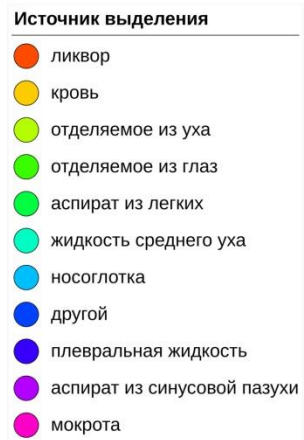 Источник выделения
ликвор
кровь
отделяемое из уха
отделяемое из глаз
аспират из легких
жидкость среднего уха
носоглотка
другой
плевральная жидкость
аспират из синусовой пазухи
мокрота